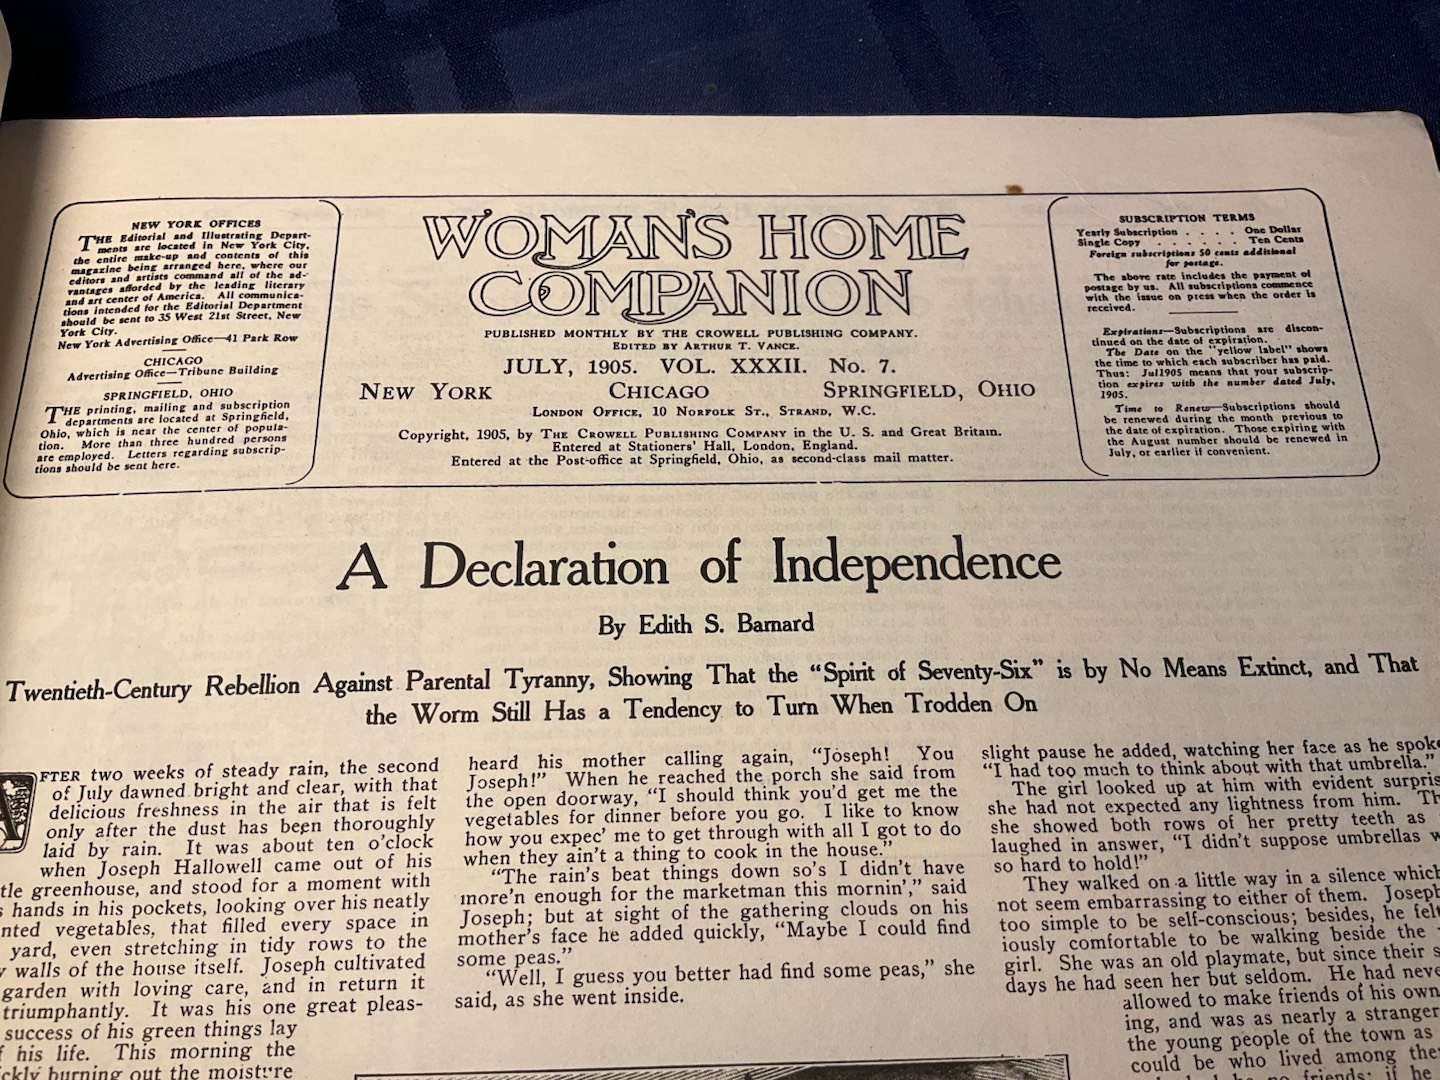 NEW YORK OFFICES
THE Editorial and Illustrating Depart-
ments are located in New York City,
the entire make-up and contents of this
magazine being arranged here, where our
editors and artists command all of the ad-
vantages afforded by the leading literary
and art center of America. All communica-
tions intended for the Editorial Department
should be sent to 35 West 21st Street, New
York City.
New York Advertising Office—41 Park Row
CHICAGO
Advertising Office—Tribune Building
SPRINGFIELD, OHIO
THE printing, mailing and subscription
departments are located at Springfield,
Ohio, which is near the center of popula-
tion. More than three hundred persons
are employed. Letters regarding subscrip-
tions should be sent here.
WOMAN'S HOME
COMPANION
PUBLISHED MONTHLY BY THE CROWELL PUBLISHING COMPANY.
EDITED BY ARTHUR T. VANCE.
JULY, 1905. VOL. XXXII. No. 7.
NEW YORK CHICAGO SPRINGFIELD, OHIO
LONDON OFFICE, 10 NORFOLK ST., STRAND, W.C.
Copyright, 1905, by THE CROWELL PUBLISHING COMPANY in the U. S. and Great Britain.
Entered at Stationers' Hall, London, England.
Entered at the Post-office at Springfield, Ohio, as second-class mail matter.
SUBSCRIPTION TERMS
Yearly Subscription . . . . One Dollar
Single Copy . . . . . . Ten Cents
Foreign subscriptions 50 cents additional
for postage.
The above rate includes the payment of
postage by us. All subscriptions commence
with the issue on press when the order is
received.
Expirations—Subscriptions are discon-
tinued on the date of expiration.
The Date on the "yellow label" shows
the time to which each subscriber has paid.
Thus: Jul1905 means that your subscrip-
tion expires with the number dated July,
1905.
Time to Renew—Subscriptions should
be renewed during the month previous to
the date of expiration. Those expiring with
the August number should be renewed in
July, or earlier if convenient.
A Declaration of Independence
By Edith S. Barnard
Twentieth-Century Rebellion Against Parental Tyranny, Showing That the "Spirit of Seventy-Six" is by No Means Extinct, and That
the Worm Still Has a Tendency to Turn When Trodden On
AFTER two weeks of steady rain, the second
of July dawned bright and clear, with that
delicious freshness in the air that is felt
only after the dust has been thoroughly
laid by rain. It was about ten o'clock
when Joseph Hallowell came out of his
tle greenhouse, and stood for a moment with
s hands in his pockets, looking over his neatly
nted vegetables, that filled every space in
yard, even stretching in tidy rows to the
y walls of the house itself. Joseph cultivated
garden with loving care, and in return it
triumphantly. It was his one great pleas-
success of his green things lay
f his life. This morning the
ckly burning out the moisture
heard his mother calling again, "Joseph! You
Joseph!" When he reached the porch she said from
the open doorway, "I should think you'd get me the
vegetables for dinner before you go. I like to know
how you expec' me to get through with all I got to do
when they ain't a thing to cook in the house."
"The rain's beat things down so's I didn't have
more'n enough for the marketman this mornin'," said
Joseph; but at sight of the gathering clouds on his
mother's face he added quickly, "Maybe I could find
some peas."
"Well, I guess you better had find some peas," she
said, as she went inside.
slight pause he added, watching her face as he spoke
"I had too much to think about with that umbrella."
The girl looked up at him with evident surpris
she had not expected any lightness from him. Th
she showed both rows of her pretty teeth as
laughed in answer, "I didn't suppose umbrellas w
so hard to hold!"
They walked on a little way in a silence which
not seem embarrassing to either of them. Joseph
too simple to be self-conscious; besides, he felt
iously comfortable to be walking beside the
girl. She was an old playmate, but since their s
days he had seen her but seldom. He had neve
allowed to make friends of his own
ing, and was as nearly a stranger
the young people of the town as
could be who lived among the
no friends; if he